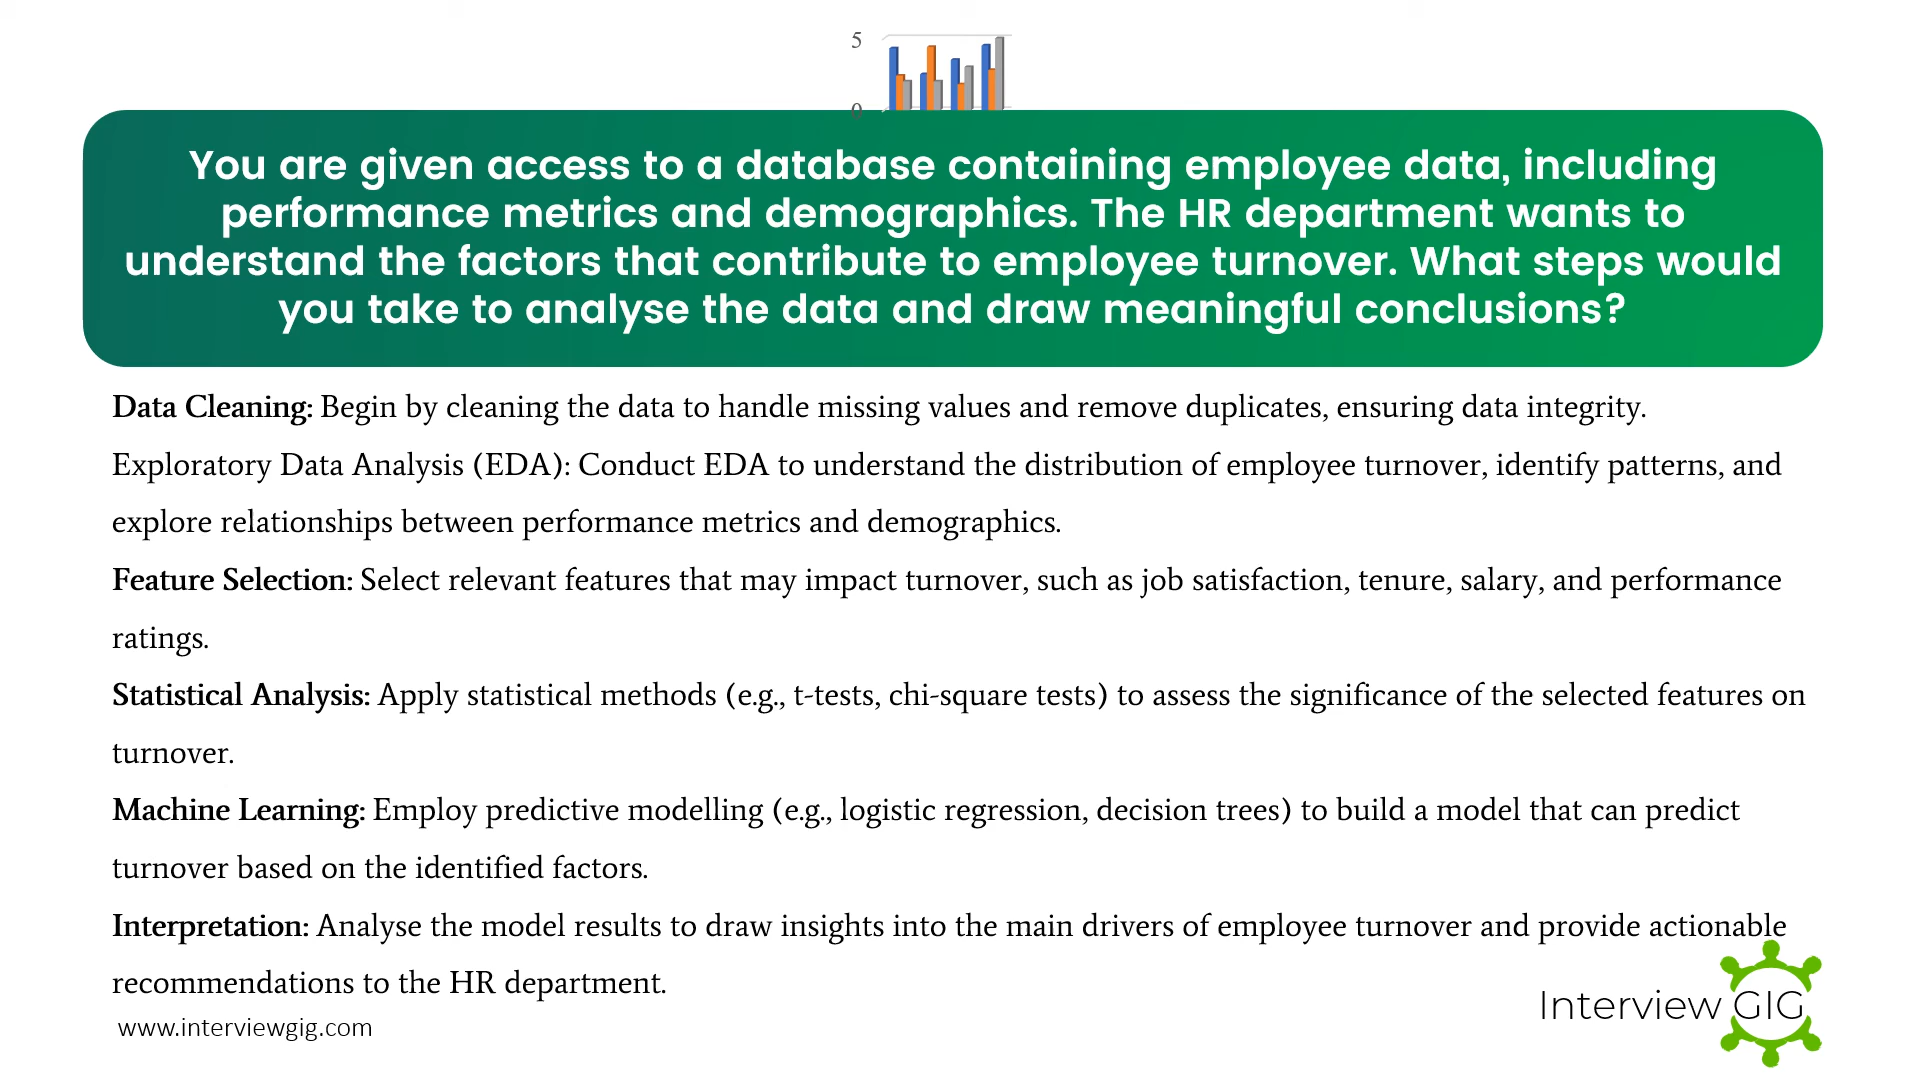 5
0
You are given access to a database containing employee data, including
performance metrics and demographics. The HR department wants to
understand the factors that contribute to employee turnover. What steps would
you take to analyse the data and draw meaningful conclusions?
Data Cleaning: Begin by cleaning the data to handle missing values and remove duplicates, ensuring data integrity.
Exploratory Data Analysis (EDA): Conduct EDA to understand the distribution of employee turnover, identify patterns, and
explore relationships between performance metrics and demographics.
Feature Selection: Select relevant features that may impact turnover, such as job satisfaction, tenure, salary, and performance
ratings.
Statistical Analysis: Apply statistical methods (e.g., t-tests, chi-square tests) to assess the significance of the selected features on
turnover.
Machine Learning: Employ predictive modelling (e.g., logistic regression, decision trees) to build a model that can predict
turnover based on the identified factors.
Interpretation: Analyse the model results to draw insights into the main drivers of employee turnover and provide actionable
recommendations to the HR department.
Interview GIG
www.interviewgig.com